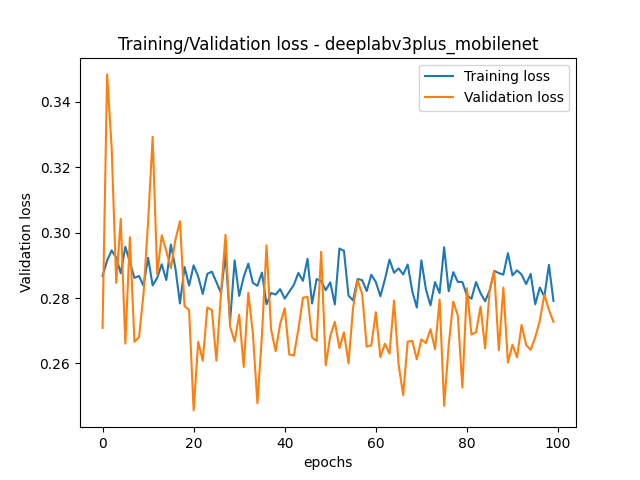 Training/Validation loss - deeplabv3plus_mobilenet
Training loss
Validation loss
0.34
0.32
0.30
0.28
0.26
Validation loss
0
20
40
60
80
100
epochs